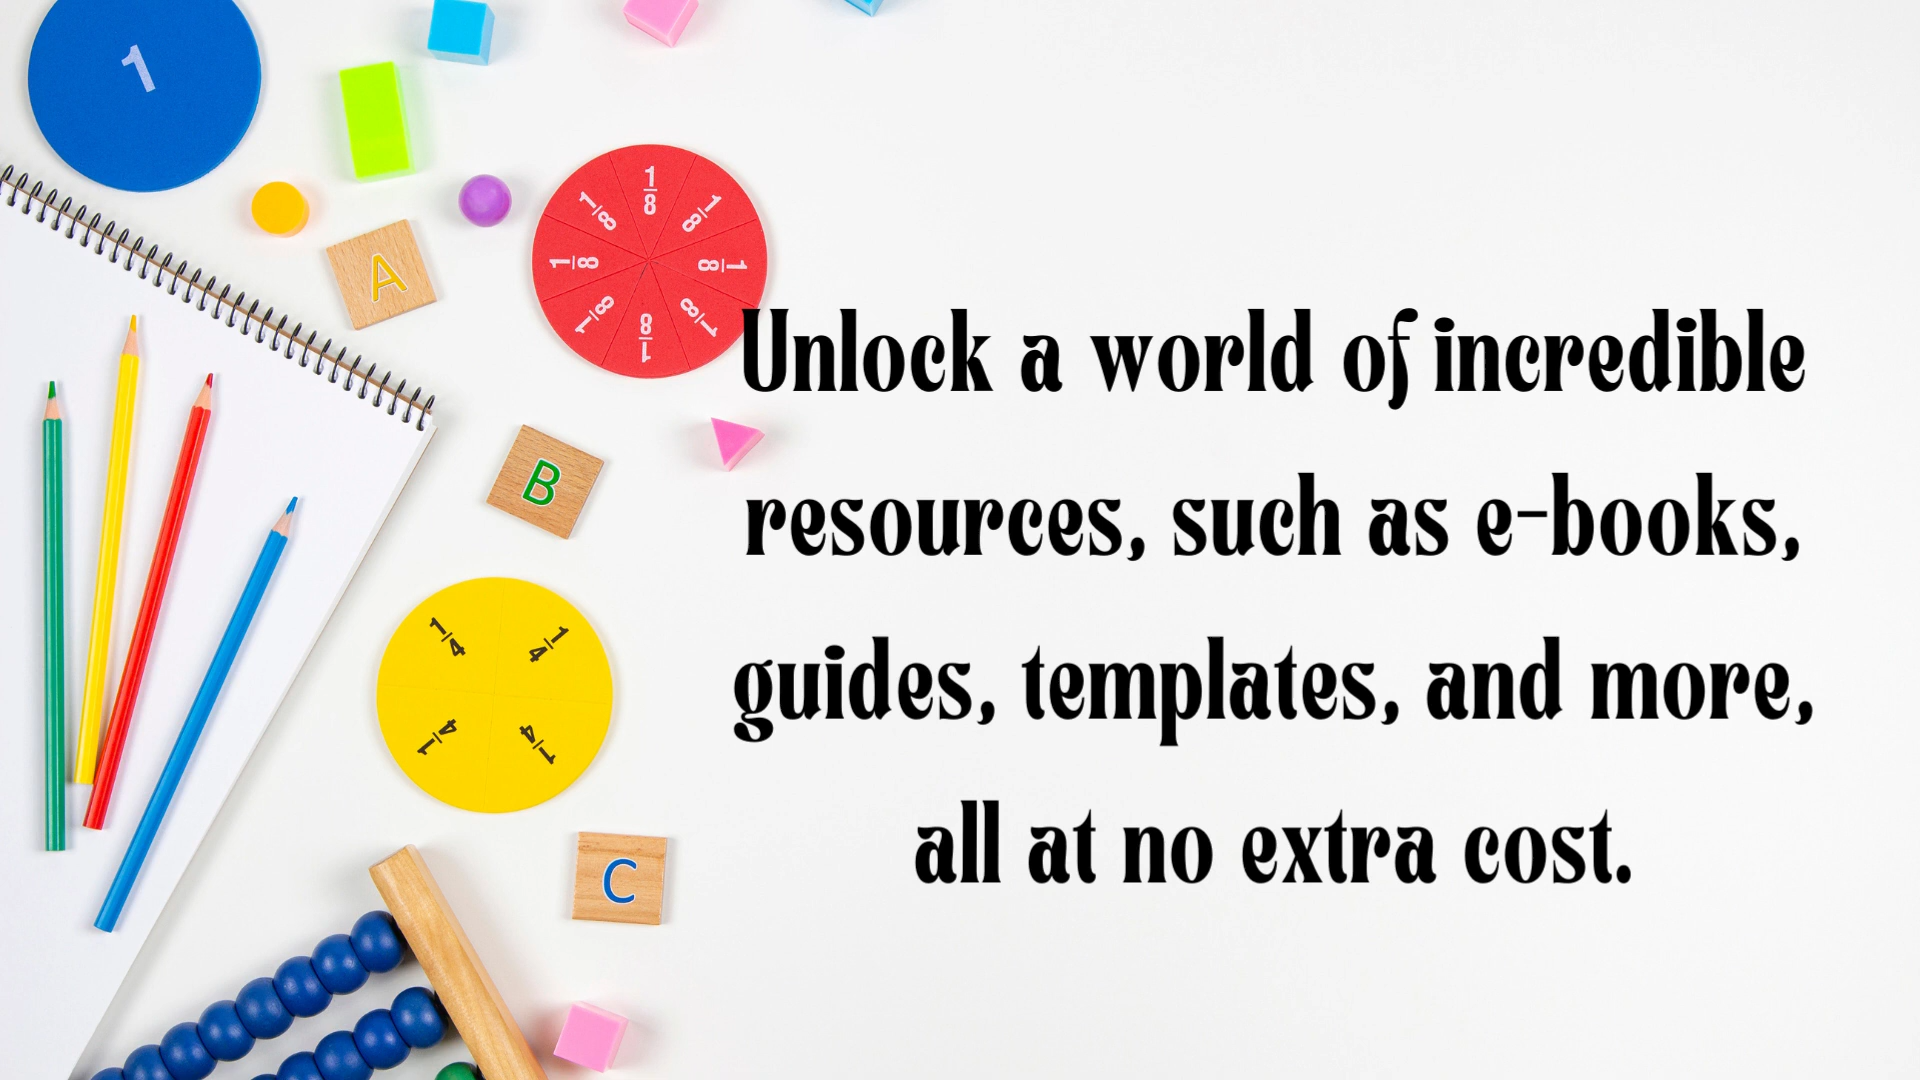 1
1/8
1/8
1/8
1/8
1/8
1/8
1/8
1/8
A
Unlock a world of incredible
B
resources, such as e-books,
1/4
1/4
1/4
1/4
guides, templates, and more,
all at no extra cost.
C